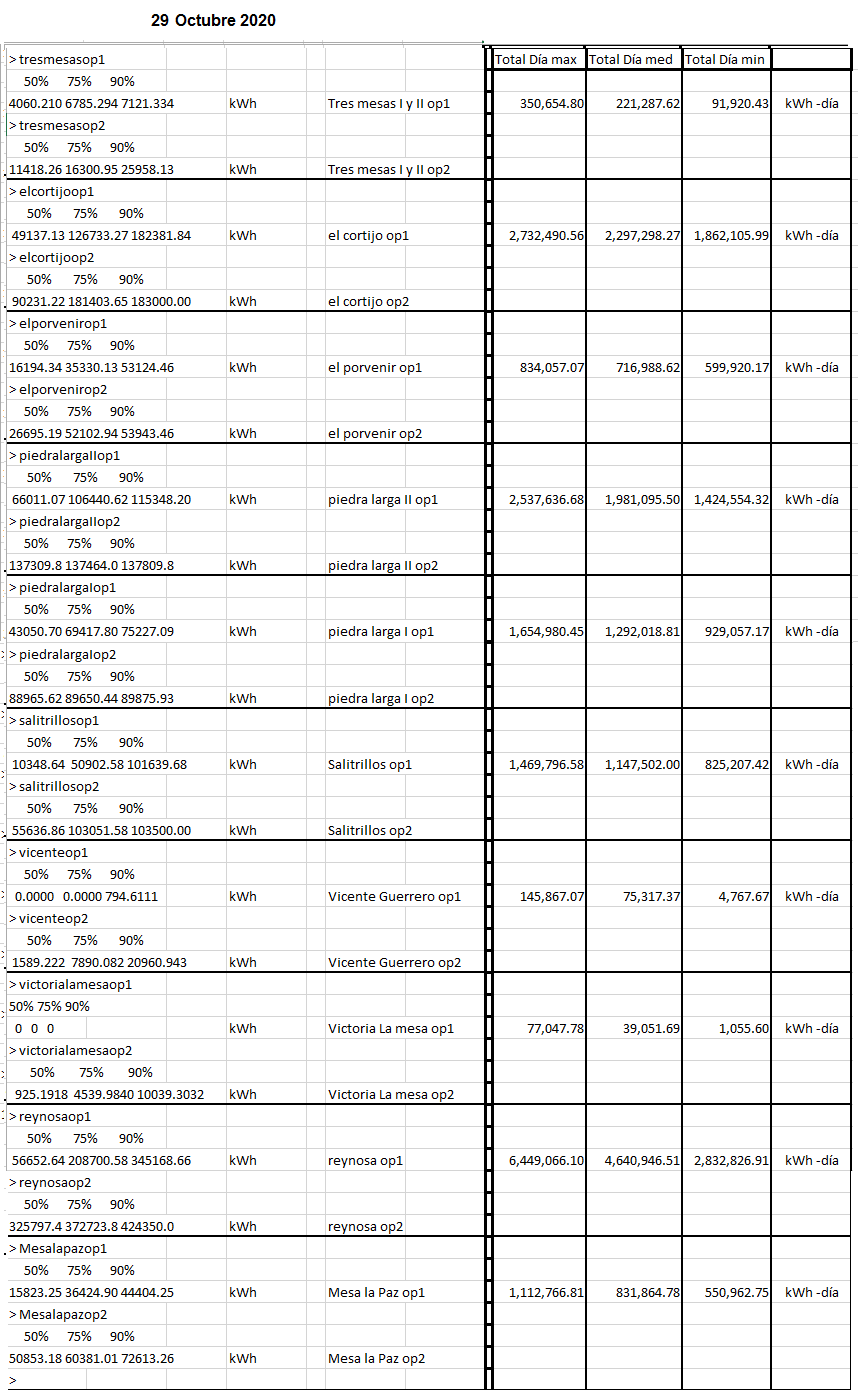 29 Octubre 2020
> tresmesasop1 Total Día max Total Día med Total Día min
50% 75% 90%
4060.210 6785.294 7121.334 kWh Tres mesas I y II op1 350,654.80 221,287.62 91,920.43 kWh -día
> tresmesasop2
50% 75% 90%
11418.26 16300.95 25958.13 kWh Tres mesas I y II op2
> elcortijoop1
50% 75% 90%
49137.13 126733.27 182381.84 kWh el cortijo op1 2,732,490.56 2,297,298.27 1,862,105.99 kWh -día
> elcortijoop2
50% 75% 90%
90231.22 181403.65 183000.00 kWh el cortijo op2
> elporvenirop1
50% 75% 90%
16194.34 35330.13 53124.46 kWh el porvenir op1 834,057.07 716,988.62 599,920.17 kWh -día
> elporvenirop2
50% 75% 90%
26695.19 52102.94 53943.46 kWh el porvenir op2
> piedralargaIIop1
50% 75% 90%
66011.07 106440.62 115348.20 kWh piedra larga II op1 2,537,636.68 1,981,095.50 1,424,554.32 kWh -día
> piedralargaIIop2
50% 75% 90%
137309.8 137464.0 137809.8 kWh piedra larga II op2
> piedralargaIop1
50% 75% 90%
43050.70 69417.80 75227.09 kWh piedra larga I op1 1,654,980.45 1,292,018.81 929,057.17 kWh -día
> piedralargaIop2
50% 75% 90%
88965.62 89650.44 89875.93 kWh piedra larga I op2
> salitrillosop1
50% 75% 90%
10348.64 50902.58 101639.68 kWh Salitrillos op1 1,469,796.58 1,147,502.00 825,207.42 kWh -día
> salitrillosop2
50% 75% 90%
55636.86 103051.58 103500.00 kWh Salitrillos op2
> vicenteop1
50% 75% 90%
0.0000 0.0000 794.6111 kWh Vicente Guerrero op1 145,867.07 75,317.37 4,767.67 kWh -día
> vicenteop2
50% 75% 90%
1589.222 7890.082 20960.943 kWh Vicente Guerrero op2
> victorialamesaop1
50% 75% 90%
0 0 0 kWh Victoria La mesa op1 77,047.78 39,051.69 1,055.60 kWh -día
> victorialamesaop2
50% 75% 90%
925.1918 4539.9840 10039.3032 kWh Victoria La mesa op2
> reynosaop1
50% 75% 90%
56652.64 208700.58 345168.66 kWh reynosa op1 6,449,066.10 4,640,946.51 2,832,826.91 kWh -día
> reynosaop2
50% 75% 90%
325797.4 372723.8 424350.0 kWh reynosa op2
> Mesalapazop1
50% 75% 90%
15823.25 36424.90 44404.25 kWh Mesa la Paz op1 1,112,766.81 831,864.78 550,962.75 kWh -día
> Mesalapazop2
50% 75% 90%
50853.18 60381.01 72613.26 kWh Mesa la Paz op2
>